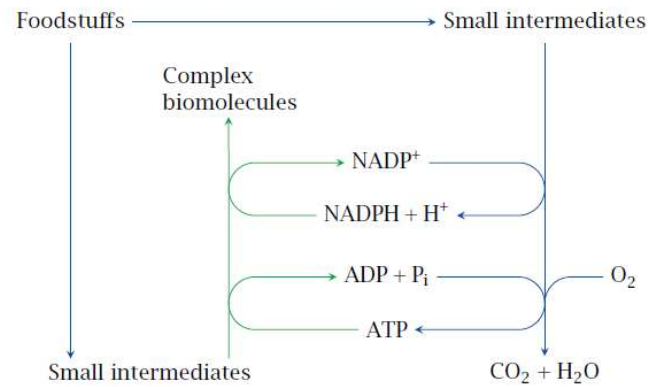 Foodstuffs
Small intermediates
Complex
biomolecules
NADP⁺
NADPH + H⁺
ADP + Pᵢ
O₂
ATP
Small intermediates
CO₂ + H₂O